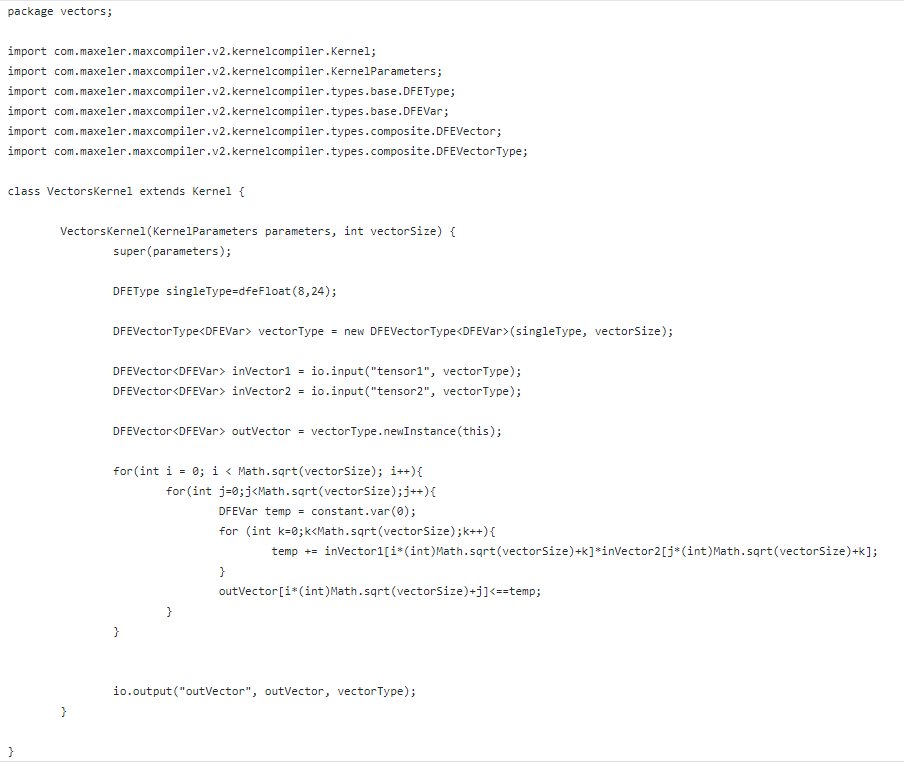 package vectors;
import com.maxeler.maxcompiler.v2.kernelcompiler.Kernel;
import com.maxeler.maxcompiler.v2.kernelcompiler.KernelParameters;
import com.maxeler.maxcompiler.v2.kernelcompiler.types.base.DFEType;
import com.maxeler.maxcompiler.v2.kernelcompiler.types.base.DFEVar;
import com.maxeler.maxcompiler.v2.kernelcompiler.types.composite.DFEVector;
import com.maxeler.maxcompiler.v2.kernelcompiler.types.composite.DFEVectorType;
class VectorsKernel extends Kernel {
VectorsKernel(KernelParameters parameters, int vectorSize) {
super(parameters);
DFEType singleType=dfeFloat(8,24);
DFEVectorType<DFEVar> vectorType = new DFEVectorType<DFEVar>(singleType, vectorSize);
DFEVector<DFEVar> inVector1 = io.input("tensor1", vectorType);
DFEVector<DFEVar> inVector2 = io.input("tensor2", vectorType);
DFEVector<DFEVar> outVector = vectorType.newInstance(this);
for(int i = 0; i < Math.sqrt(vectorSize); i++){
for(int j=0;j<Math.sqrt(vectorSize);j++){
DFEVar temp = constant.var(0);
for (int k=0;k<Math.sqrt(vectorSize);k++){
temp += inVector1[i*(int)Math.sqrt(vectorSize)+k]*inVector2[j*(int)Math.sqrt(vectorSize)+k];
}
outVector[i*(int)Math.sqrt(vectorSize)+j]<==temp;
}
}
io.output("outVector", outVector, vectorType);
}
}